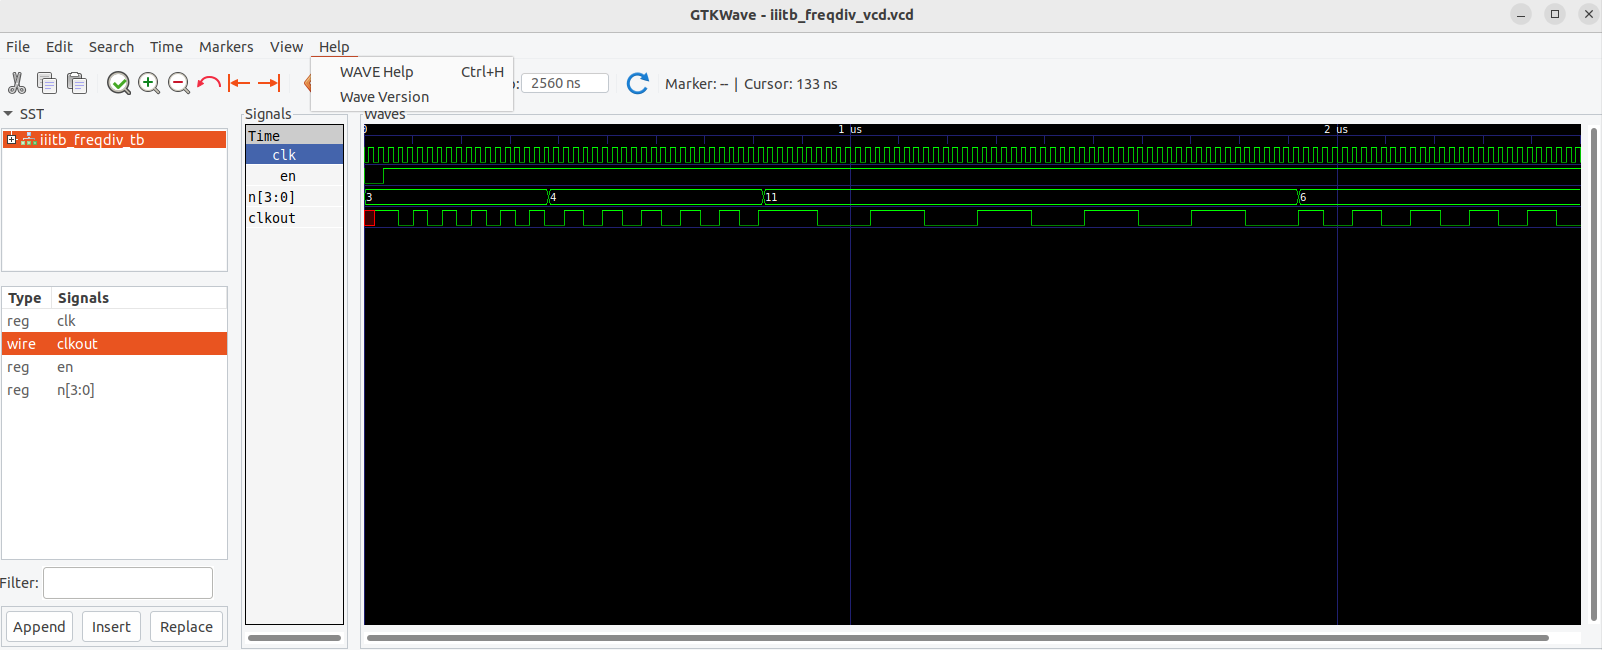 GTKWave - iiitb_freqdiv_vcd.vcd
File Edit Search Time Markers View Help
WAVE Help Ctrl+H
Wave Version
2560 ns
Marker: -- | Cursor: 133 ns
SST
iiitb_freqdiv_tb
Type Signals
reg clk
wire clkout
reg en
reg n[3:0]
Filter:
Append Insert Replace
Signals
Time
clk
en
n[3:0]
clkout
Waves
0 1 us 2 us
3 4 11 6